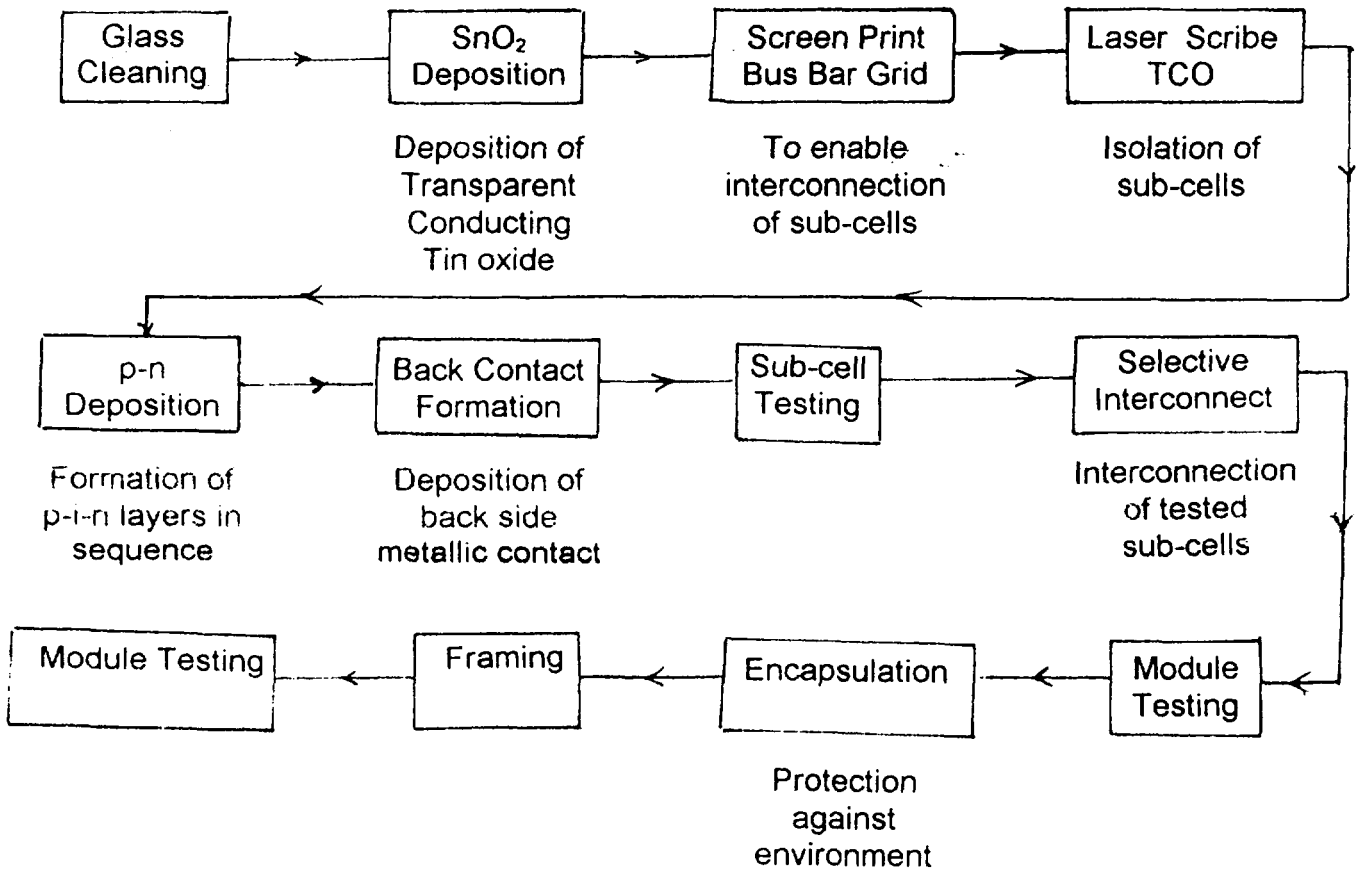 Glass
Cleaning
SnO₂
Deposition
Screen Print
Bus Bar Grid
Laser Scribe
TCO
Deposition of
Transparent
Conducting
Tin oxide
To enable
interconnection
of sub-cells
Isolation of
sub-cells
p-n
Deposition
Back Contact
Formation
Sub-cell
Testing
Selective
Interconnect
Formation of
p-i-n layers in
sequence
Deposition of
back side
metallic contact
Interconnection
of tested
sub-cells
Module Testing
Framing
Encapsulation
Module
Testing
Protection
against
environment